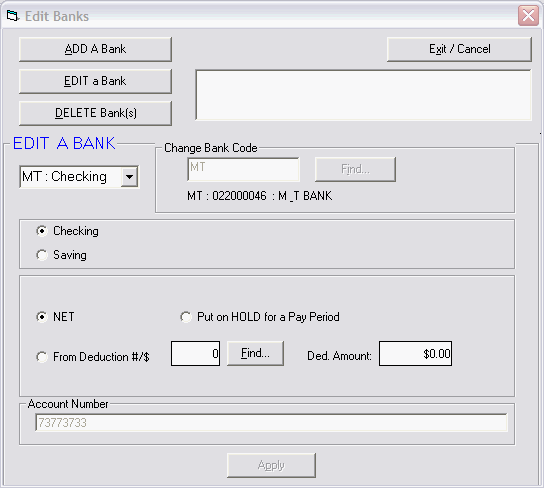 Edit Banks
ADD A Bank
Exit / Cancel
EDIT a Bank
DELETE Bank(s)
EDIT A BANK
Change Bank Code
MT : Checking
MT
Find...
MT : 022000046 : M _T BANK
Checking
Saving
NET
Put on HOLD for a Pay Period
From Deduction #/$
0
Find...
Ded. Amount:
$0.00
Account Number
73773733
Apply